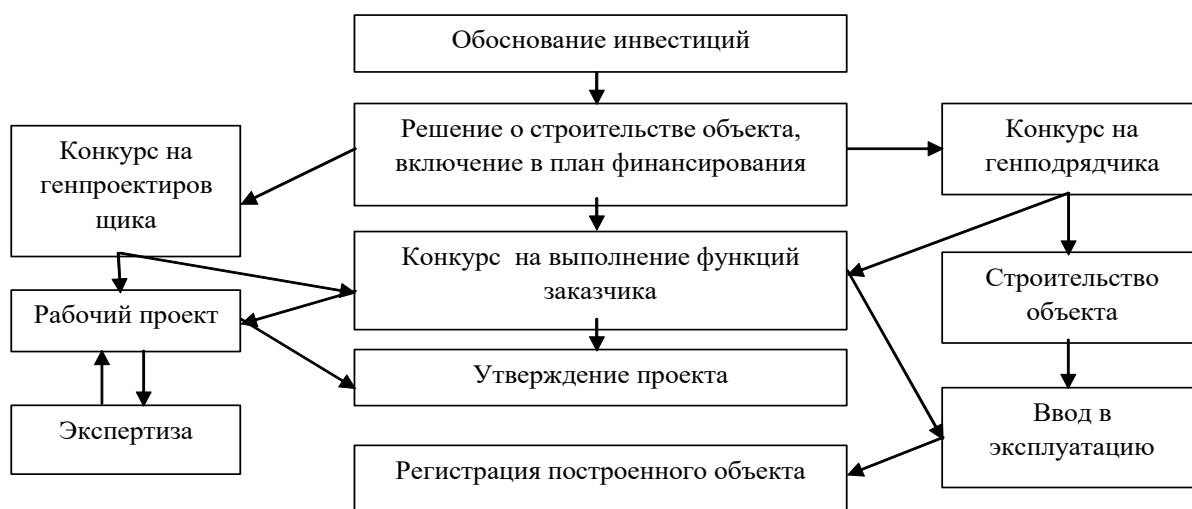 Обоснование инвестиций
Решение о строительстве объекта,
включение в план финансирования
Конкурс на
генпроектиров
щика
Конкурс на
генподрядчика
Конкурс на выполнение функций
заказчика
Рабочий проект
Строительство
объекта
Утверждение проекта
Экспертиза
Ввод в
эксплуатацию
Регистрация построенного объекта